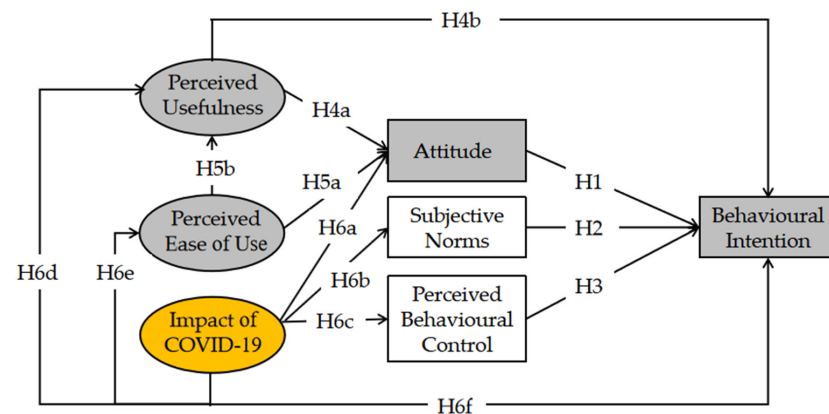 H4b
Perceived
Usefulness
H4a
Attitude
H5b
H5a
H1
Perceived
Ease of Use
H6a
Subjective
Norms
H2
Behavioural
Intention
H6d
H6e
H6b
H3
Impact of
COVID-19
H6c
Perceived
Behavioural
Control
H6f